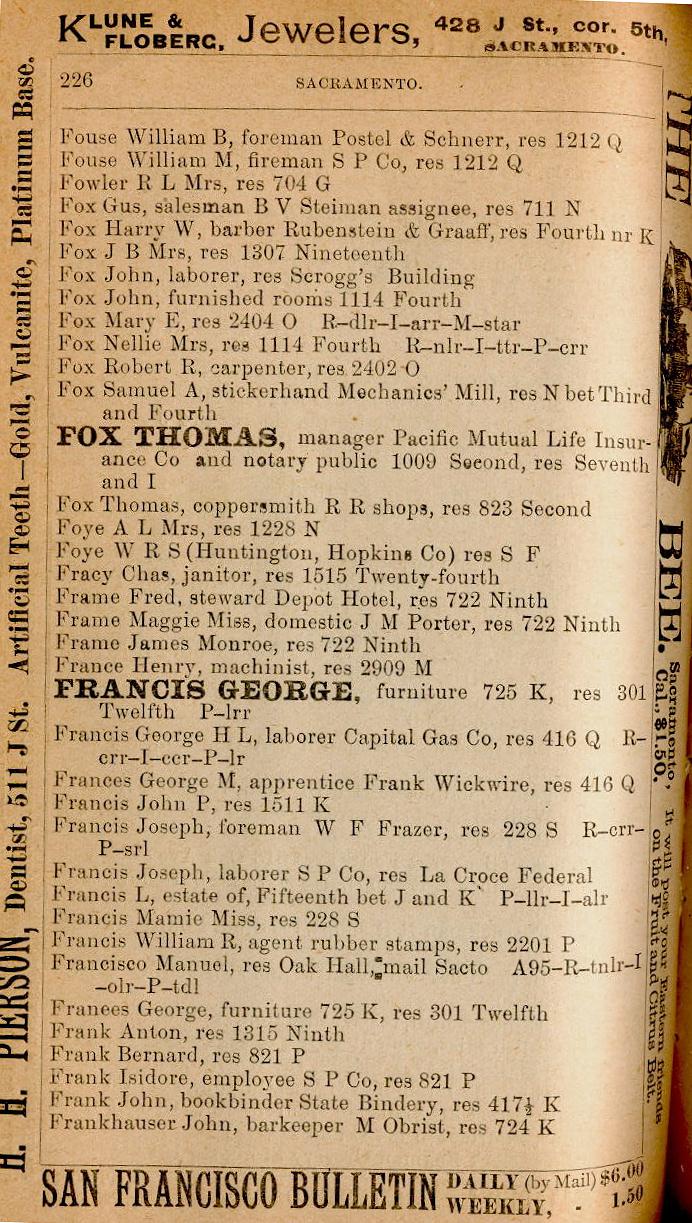 KLUNE & FLOBERG, Jewelers, 428 J St., cor. 5th, SACRAMENTO.
226 SACRAMENTO.
Fouse William B, foreman Postel & Schnerr, res 1212 Q
Fouse William M, fireman S P Co, res 1212 Q
Fowler R L Mrs, res 704 G
Fox Gus, salesman B V Steiman assignee, res 711 N
Fox Harry W, barber Rubenstein & Graaff, res Fourth nr K
Fox J B Mrs, res 1307 Nineteenth
Fox John, laborer, res Scrogg's Building
Fox John, furnished rooms 1114 Fourth
Fox Mary E, res 2404 O R-dlr-I-arr-M-star
Fox Nellie Mrs, res 1114 Fourth R-nlr-I-ttr-P-crr
Fox Robert R, carpenter, res 2402 O
Fox Samuel A, stickerhand Mechanics' Mill, res N bet Third
and Fourth
FOX THOMAS, manager Pacific Mutual Life Insur-
ance Co and notary public 1009 Second, res Seventh
and I
Fox Thomas, coppersmith R R shops, res 823 Second
Foye A L Mrs, res 1228 N
Foye W R S (Huntington, Hopkins Co) res S F
Fracy Chas, janitor, res 1515 Twenty-fourth
Frame Fred, steward Depot Hotel, res 722 Ninth
Frame Maggie Miss, domestic J M Porter, res 722 Ninth
Frame James Monroe, res 722 Ninth
France Henry, machinist, res 2909 M
FRANCIS GEORGE, furniture 725 K, res 301
Twelfth P-lrr
Francis George H L, laborer Capital Gas Co, res 416 Q R-
crr-I-ccr-P-lr
Frances George M, apprentice Frank Wickwire, res 416 Q
Francis John P, res 1511 K
Francis Joseph, foreman W F Frazer, res 228 S R-crr-
P-srl
Francis Joseph, laborer S P Co, res La Croce Federal
Francis L, estate of, Fifteenth bet J and K P-llr-I-alr
Francis Mamie Miss, res 228 S
Francis William R, agent rubber stamps, res 2201 P
Francisco Manuel, res Oak Hall, mail Sacto A95-R-tnlr-I
-olr-P-tdl
Franees George, furniture 725 K, res 301 Twelfth
Frank Anton, res 1315 Ninth
Frank Bernard, res 821 P
Frank Isidore, employee S P Co, res 821 P
Frank John, bookbinder State Bindery, res 417½ K
Frankhauser John, barkeeper M Obrist, res 724 K
SAN FRANCISCO BULLETIN DAILY (by Mail) $6.00
WEEKLY, - 1.50
H. H. PIERSON, Dentist, 511 J St. Artificial Teeth—Gold, Vulcanite, Platinum Base.
THE BEE. Sacramento, Cal., $1.50. It will post your Eastern friends
on the Fruit and Citrus Belt.